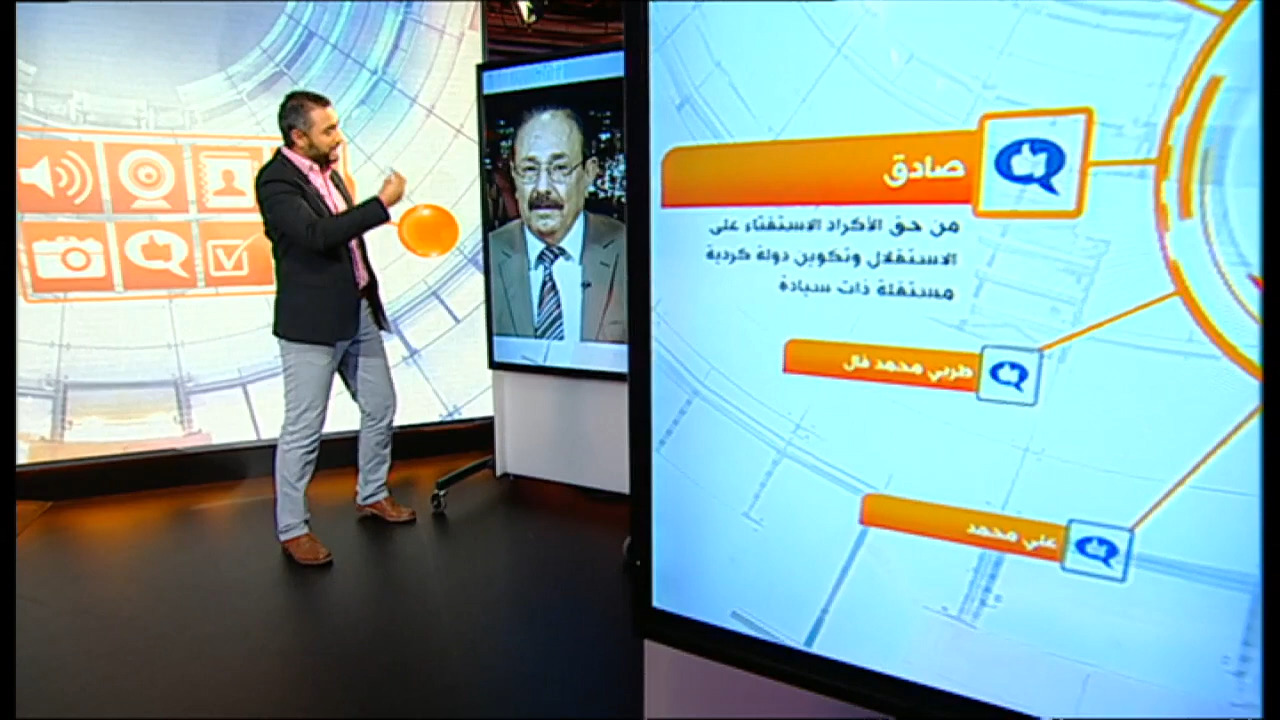 صادق
من حق الأكراد الاستفتاء على
الاستقلال وتكوين دولة كردية
مستقلة ذات سيادة
طربي محمد فال
علي محمد